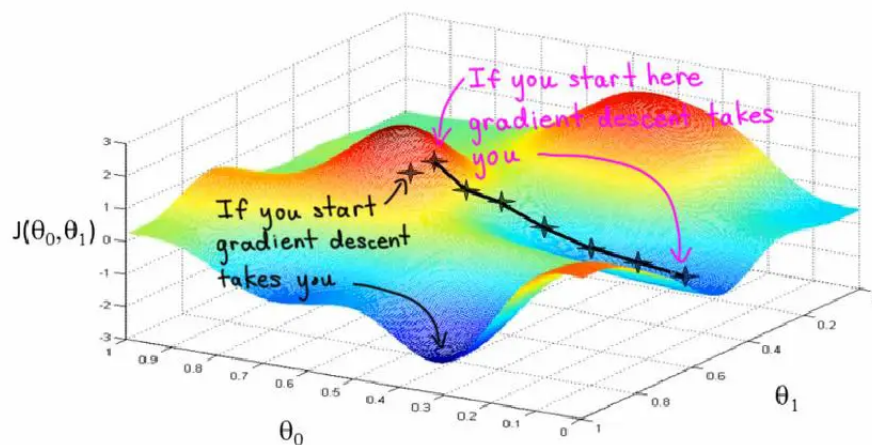 If you start here
gradient descent takes
you
If you start
gradient descent
takes you
J(θ₀,θ₁)
3
2
1
0
-1
-2
-3
1
0.9
0.8
0.7
0.6
0.5
0.4
0.3
0.2
0.1
0
θ₀
1
0.8
0.6
0.4
0.2
θ₁